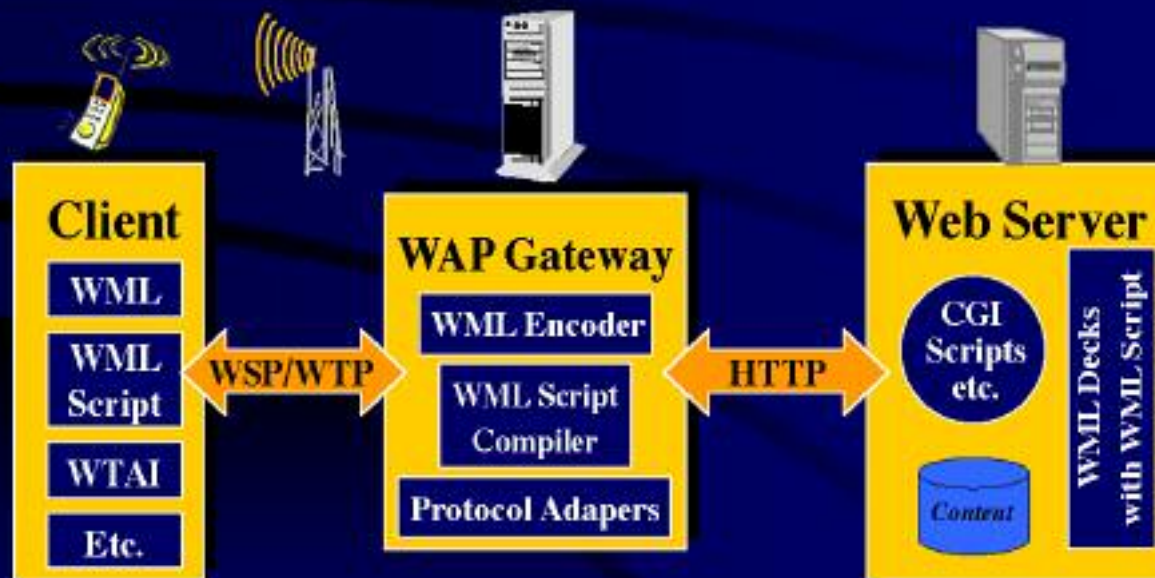 Client
WML
WML
Script
WTAI
Etc.
WSP/WTP
WAP Gateway
WML Encoder
WML Script
Compiler
Protocol Adapers
HTTP
Web Server
CGI
Scripts
etc.
Content
WML Decks
with WML Script